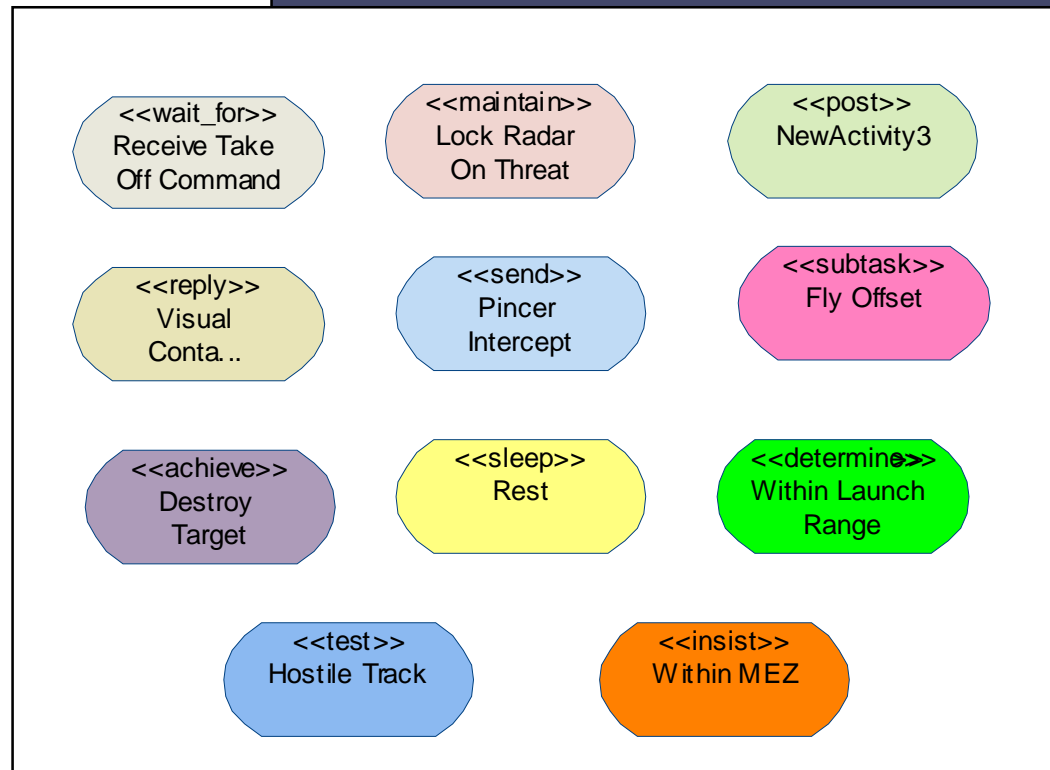 <<wait_for>>
Receive Take
Off Command
<<maintain>>
Lock Radar
On Threat
<<post>>
NewActivity3
<<reply>>
Visual
Conta...
<<send>>
Pincer
Intercept
<<subtask>>
Fly Offset
<<achieve>>
Destroy
Target
<<sleep>>
Rest
<<determine>>
Within Launch
Range
<<test>>
Hostile Track
<<insist>>
Within MEZ